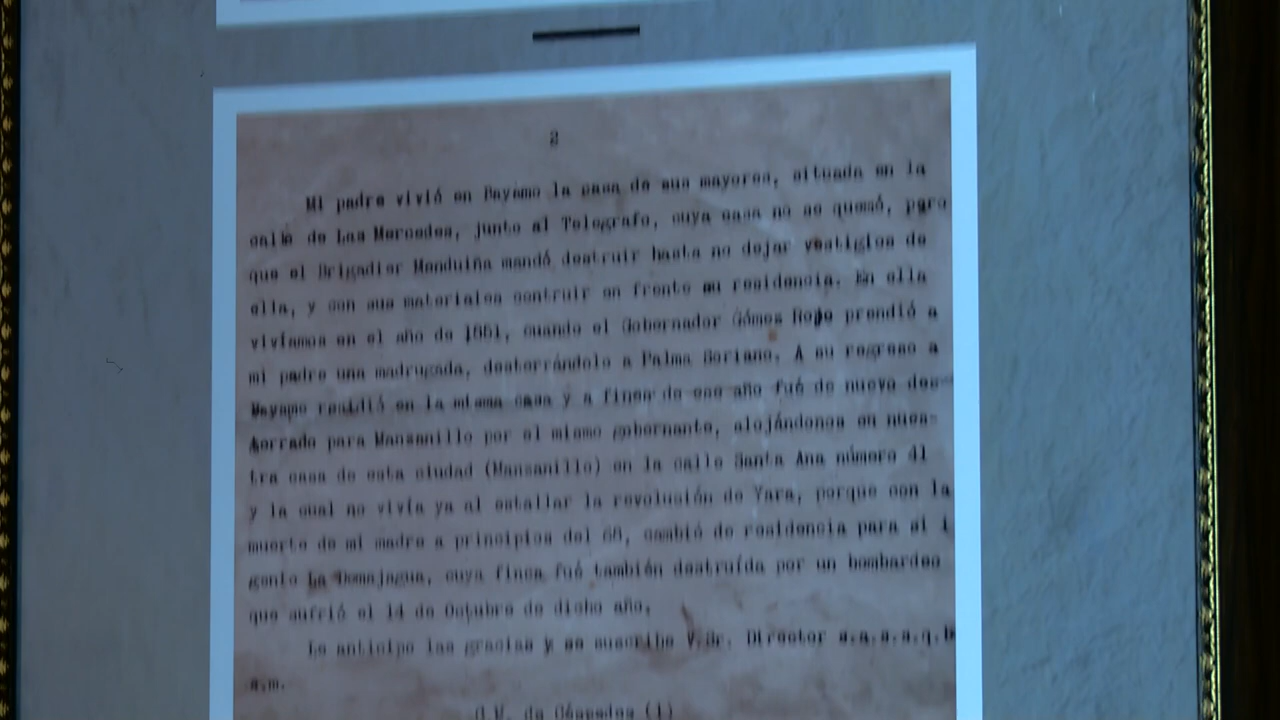 2
Mi padre vivió en Bayamo la casa de sus mayores, situada en la
calle de Las Mercedes, junto al Telegrafo, cuya casa no se quemó, pero
que el Brigadier Menduiña mandó destruir hasta no dejar vestigios de
ella, y con sus materiales contruir en frente su residencia. En ella
vivíamos en el año de 1851, cuando el Gobernador Gómes Rojo prendió a
mi padre una madrugada, desterrándolo a Palma Soriano. A su regreso a
Bayamo residió en la misma casa y a fines de ese año fué de nuevo des-
terrado para Manzanillo por el mismo gobernante, alojándonos en nues-
tra casa de esta ciudad (Manzanillo) en la calle Santa Ana número 41
y la cual no vivía ya al estallar la revolución de Yara, porque con la
muerte de mi madre a principios del 68, cambió de residencia para si i
genio La Demajagua, cuya finca fué también destruída por un bombardeo
que sufrió el 14 de Octubre de dicho año.
Le anticipo las gracias y se suscribe V.Sr. Director s.a.s.s.q.b
s.m.
de Céspedes (1)